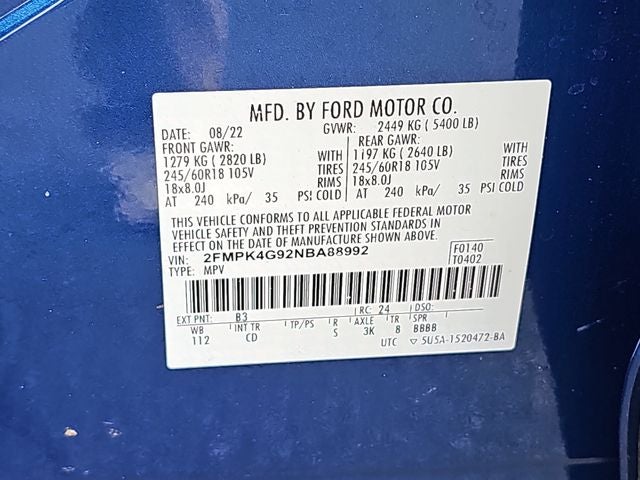 MFD. BY FORD MOTOR CO.
DATE: 08/22 GVWR: 2449 KG ( 5400 LB)
FRONT GAWR: REAR GAWR:
1279 KG ( 2820 LB) WITH 1197 KG ( 2640 LB) WITH
245/60R18 105V TIRES 245/60R18 105V TIRES
18x8.0J RIMS 18x8.0J RIMS
AT 240 kPa/ 35 PSI COLD AT 240 kPa/ 35 PSI COLD
THIS VEHICLE CONFORMS TO ALL APPLICABLE FEDERAL MOTOR
VEHICLE SAFETY AND THEFT PREVENTION STANDARDS IN
EFFECT ON THE DATE OF MANUFACTURE SHOWN ABOVE.
VIN: 2FMPK4G92NBA88992 F0140
TYPE: MPV T0402
EXT PNT: B3 RC: 24 DSO:
WB INT TR TP/PS R AXLE TR SPR
112 CD S 3K 8 BBBB
UTC ▽ 5U5A-1520472-BA